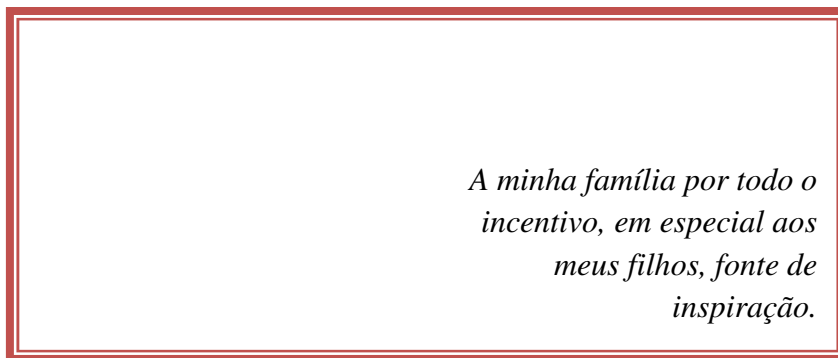 A minha família por todo o
incentivo, em especial aos
meus filhos, fonte de
inspiração.